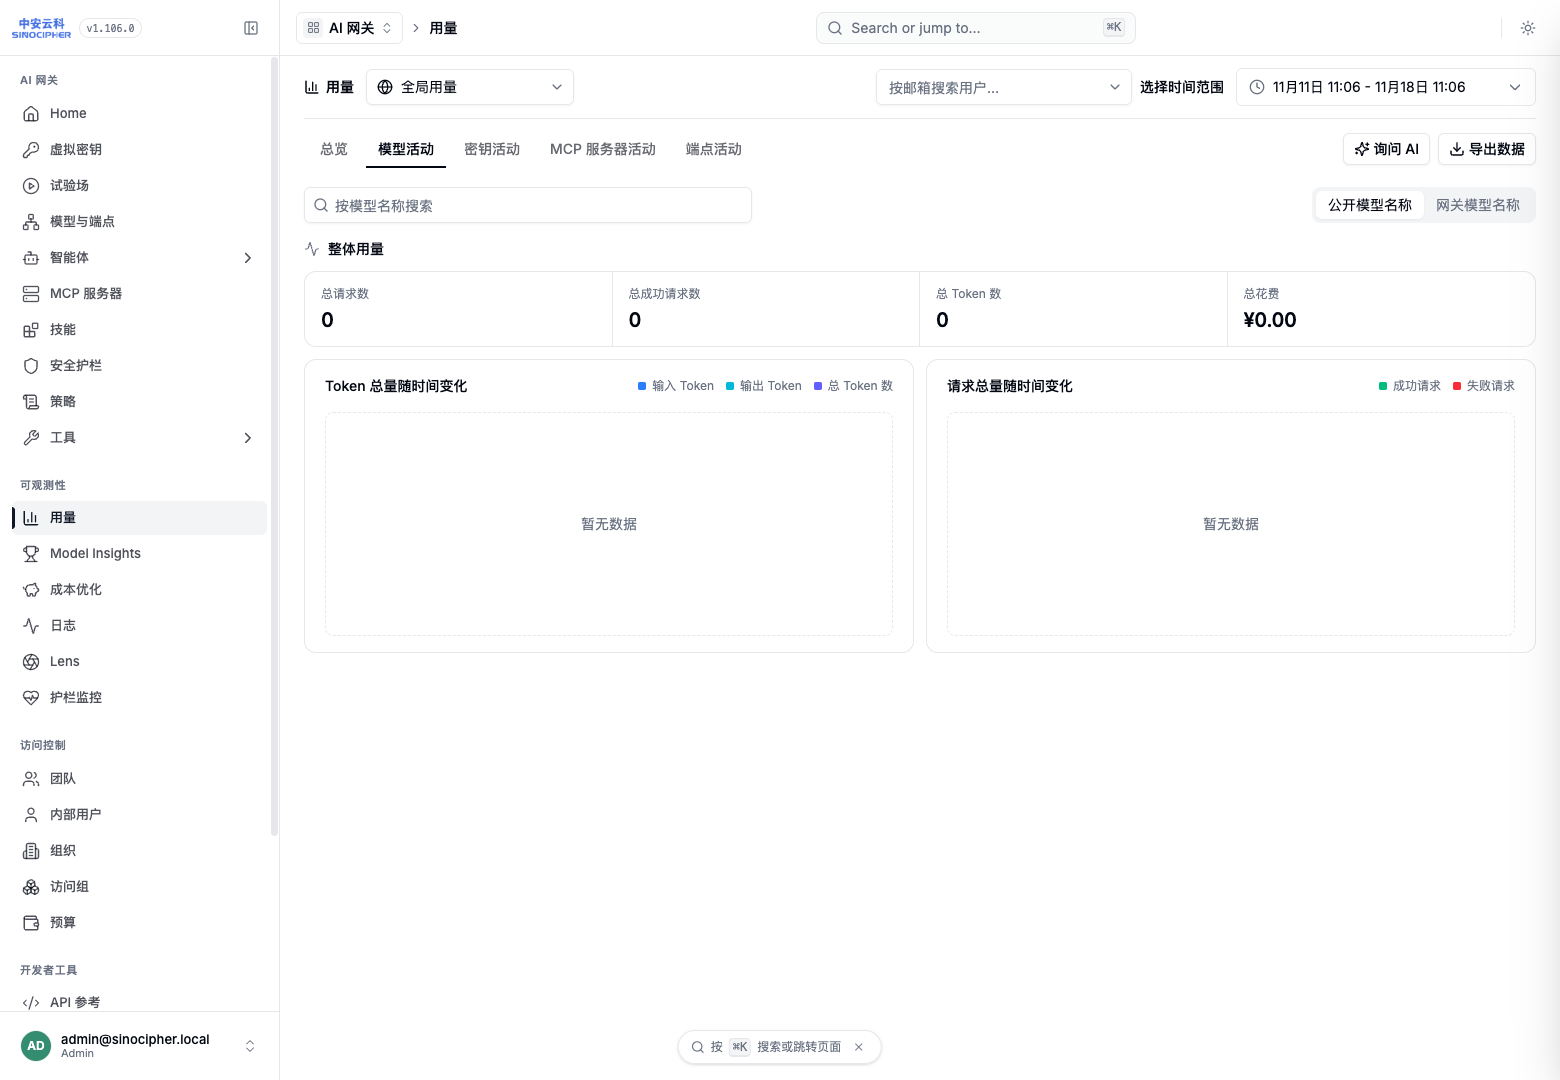 中安云科
SINOCIPHER
v1.106.0
AI 网关
Home
虚拟密钥
试验场
模型与端点
智能体
MCP 服务器
技能
安全护栏
策略
工具
可观测性
用量
Model Insights
成本优化
日志
Lens
护栏监控
访问控制
团队
内部用户
组织
访问组
预算
开发者工具
API 参考
AD
admin@sinocipher.local
Admin
AI 网关
用量
Search or jump to...
⌘K
用量
全局用量
按邮箱搜索用户...
选择时间范围
11月11日 11:06 - 11月18日 11:06
总览
模型活动
密钥活动
MCP 服务器活动
端点活动
询问 AI
导出数据
按模型名称搜索
公开模型名称
网关模型名称
整体用量
总请求数
0
总成功请求数
0
总 Token 数
0
总花费
¥0.00
Token 总量随时间变化
输入 Token
输出 Token
总 Token 数
暂无数据
请求总量随时间变化
成功请求
失败请求
暂无数据
按 ⌘K 搜索或跳转页面